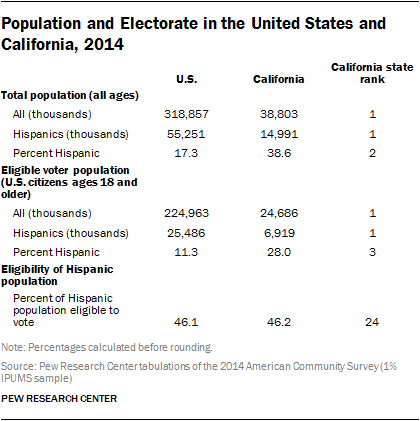 Population and Electorate in the United States and
California, 2014
U.S. California California state
rank
Total population (all ages)
All (thousands) 318,857 38,803 1
Hispanics (thousands) 55,251 14,991 1
Percent Hispanic 17.3 38.6 2
Eligible voter population
(U.S. citizens ages 18 and
older)
All (thousands) 224,963 24,686 1
Hispanics (thousands) 25,486 6,919 1
Percent Hispanic 11.3 28.0 3
Eligibility of Hispanic
population
Percent of Hispanic
population eligible to
vote 46.1 46.2 24
Note: Percentages calculated before rounding.
Source: Pew Research Center tabulations of the 2014 American Community Survey (1%
IPUMS sample)
PEW RESEARCH CENTER